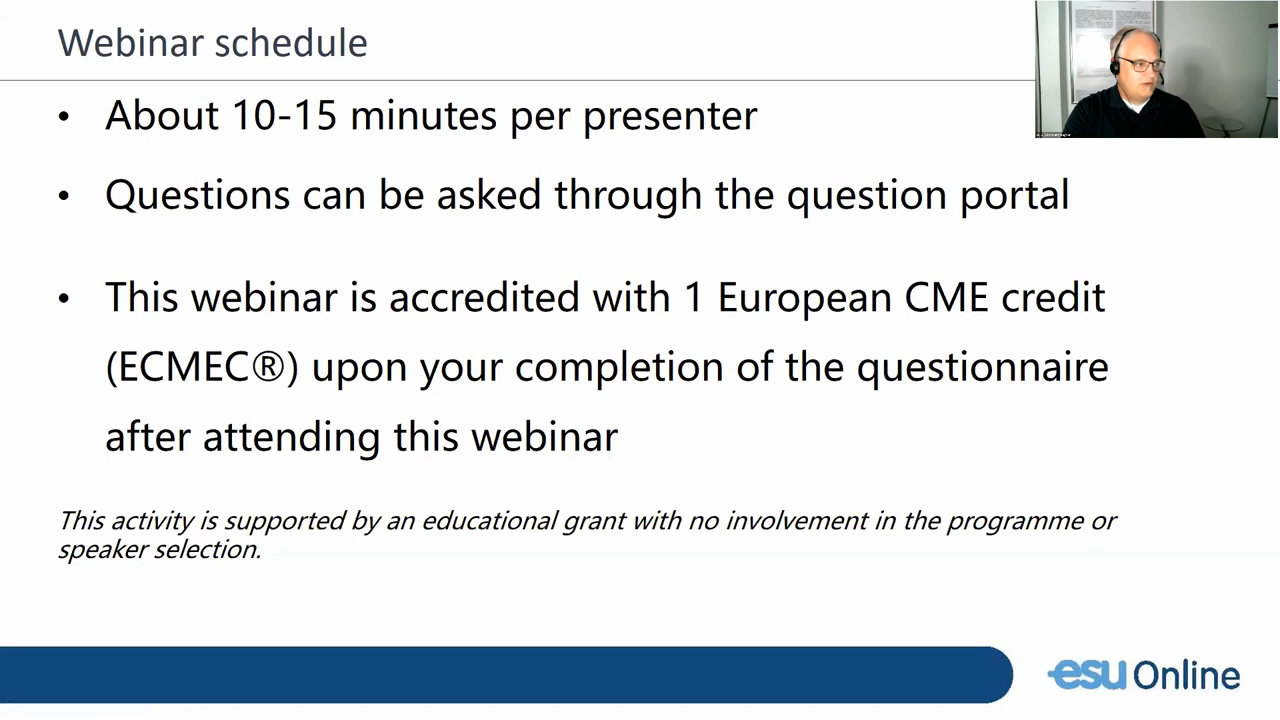 Webinar schedule
• About 10-15 minutes per presenter
• Questions can be asked through the question portal
• This webinar is accredited with 1 European CME credit
(ECMEC®) upon your completion of the questionnaire
after attending this webinar
This activity is supported by an educational grant with no involvement in the programme or
speaker selection.
esu Online